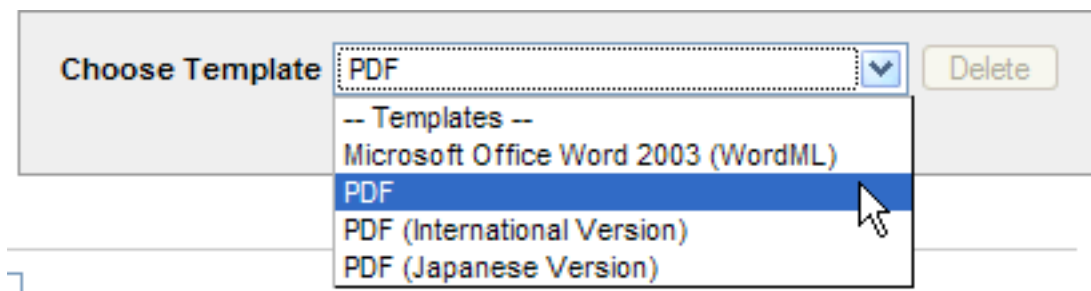 Choose Template PDF Delete
-- Templates --
Microsoft Office Word 2003 (WordML)
PDF
PDF (International Version)
PDF (Japanese Version)